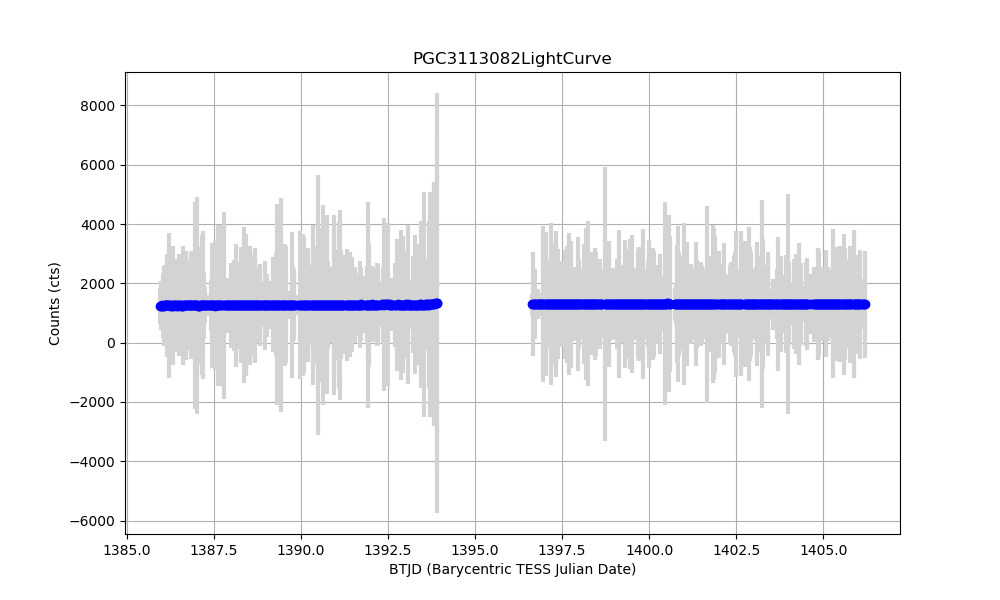 PGC3113082LightCurve
8000
6000
4000
2000
0
−2000
−4000
−6000
Counts (cts)
1385.0 1387.5 1390.0 1392.5 1395.0 1397.5 1400.0 1402.5 1405.0
BTJD (Barycentric TESS Julian Date)